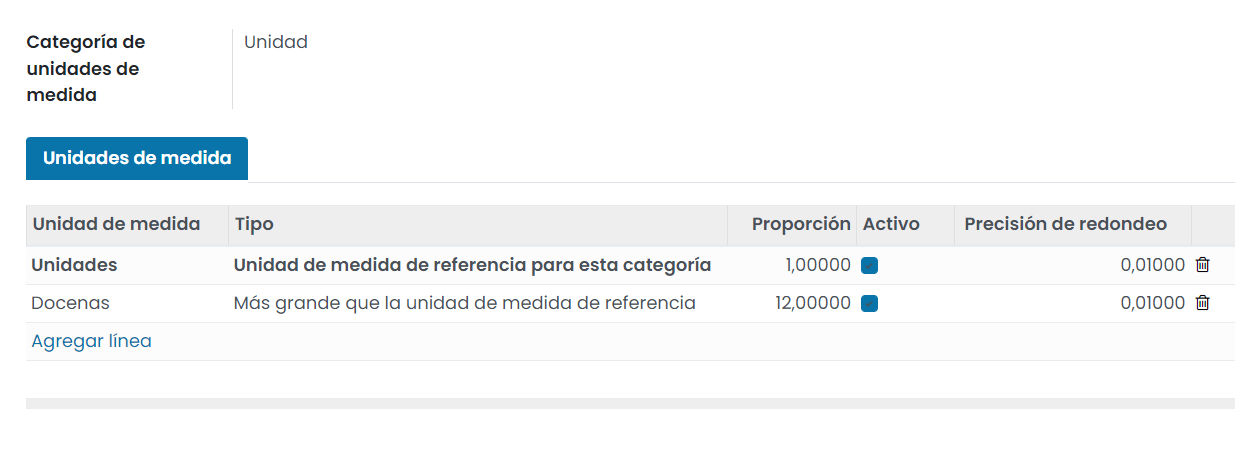 Categoría de Unidad
unidades de
medida
Unidades de medida
Unidad de medida Tipo Proporción Activo Precisión de redondeo
Unidades Unidad de medida de referencia para esta categoría 1,00000 0,01000
Docenas Más grande que la unidad de medida de referencia 12,00000 0,01000
Agregar línea